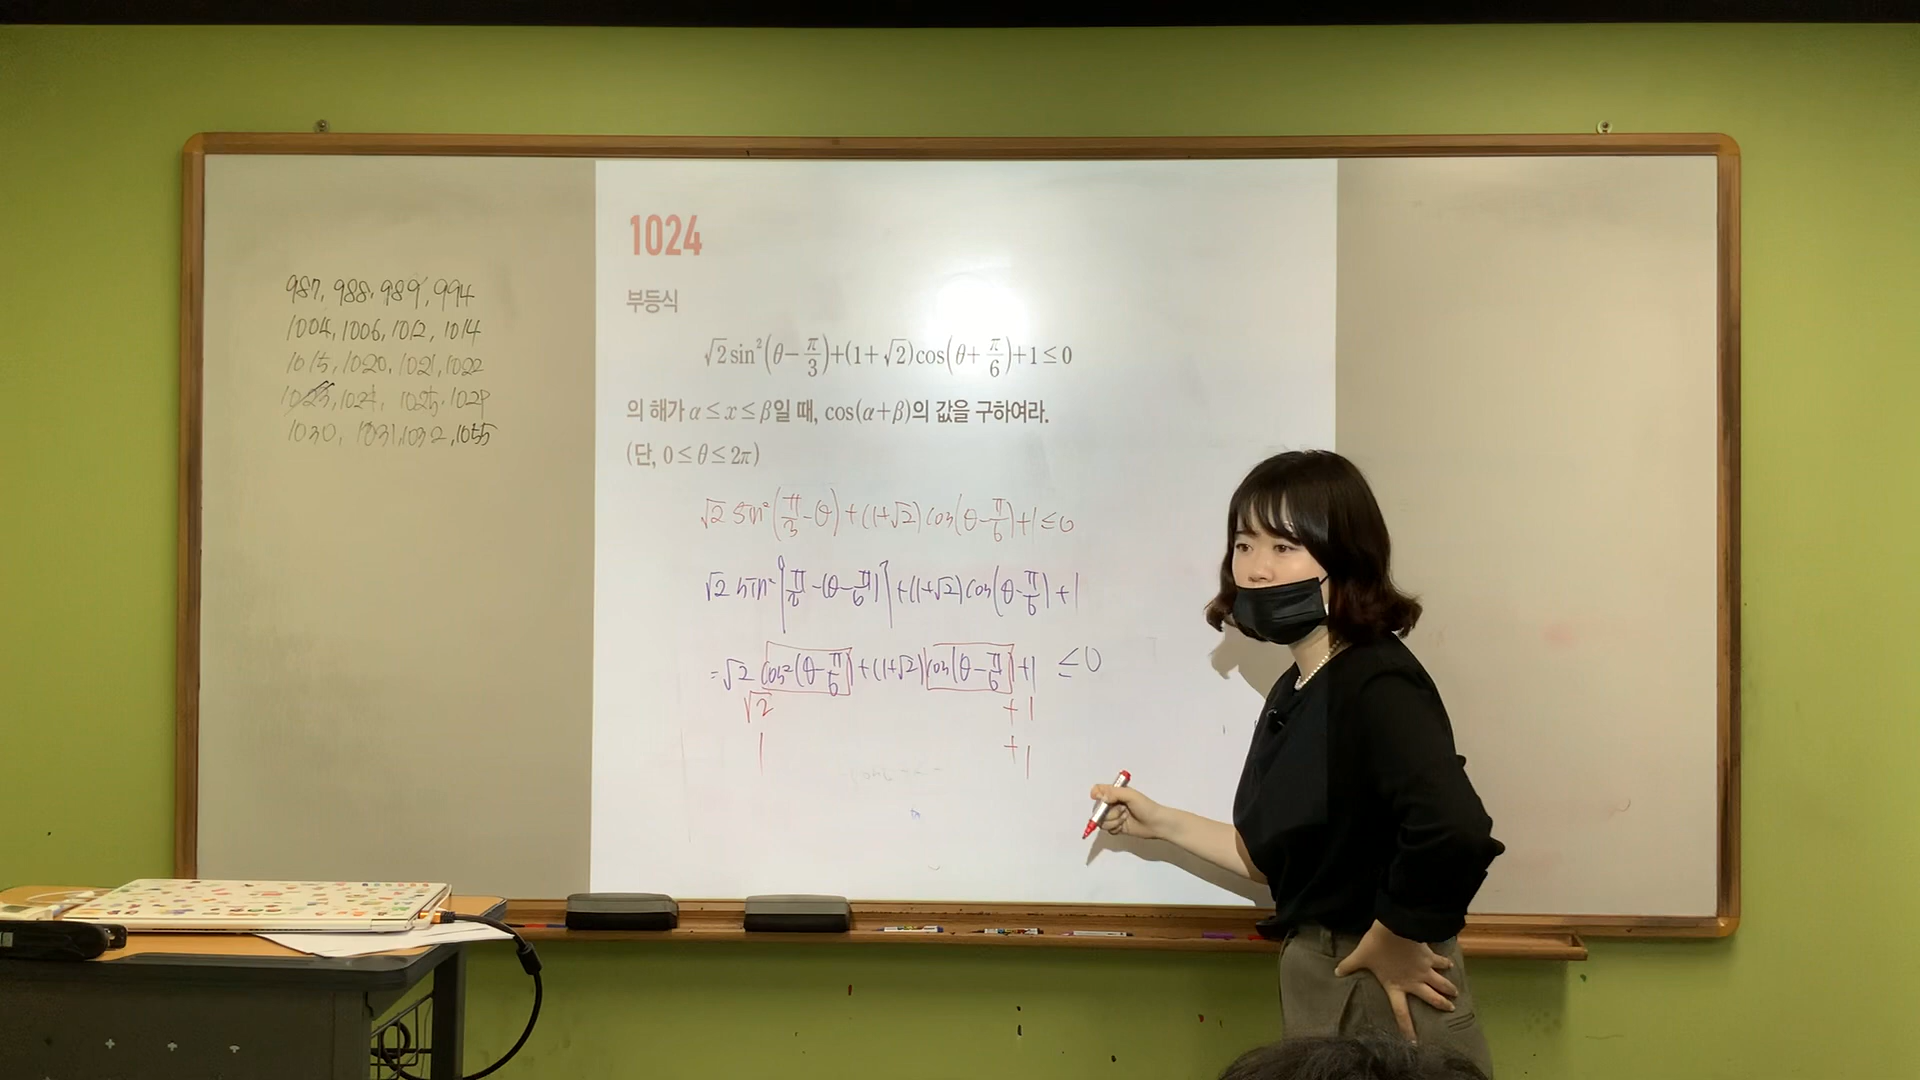 987, 988, 989, 994
1004, 1006, 1012, 1014
1015, 1020, 1021, 1022
1023, 1024, 1025, 1029
1030, 1031, 1032, 1055
1024
부등식
√2 sin²(θ−π/3)+(1+√2)cos(θ+π/6)+1≤0
의 해가 α≤x≤β일 때, cos(α+β)의 값을 구하여라.
(단, 0≤θ≤2π)
√2 sin²(π/3−θ)+(1+√2)cos(θ−π/6)+1≤0
√2 sin²{π/6−(θ−π/6)}+(1+√2)cos(θ−π/6)+1
=√2 cos²(θ−π/6)+(1+√2)cos(θ−π/6)+1 ≤0
√2 +1
1 +1